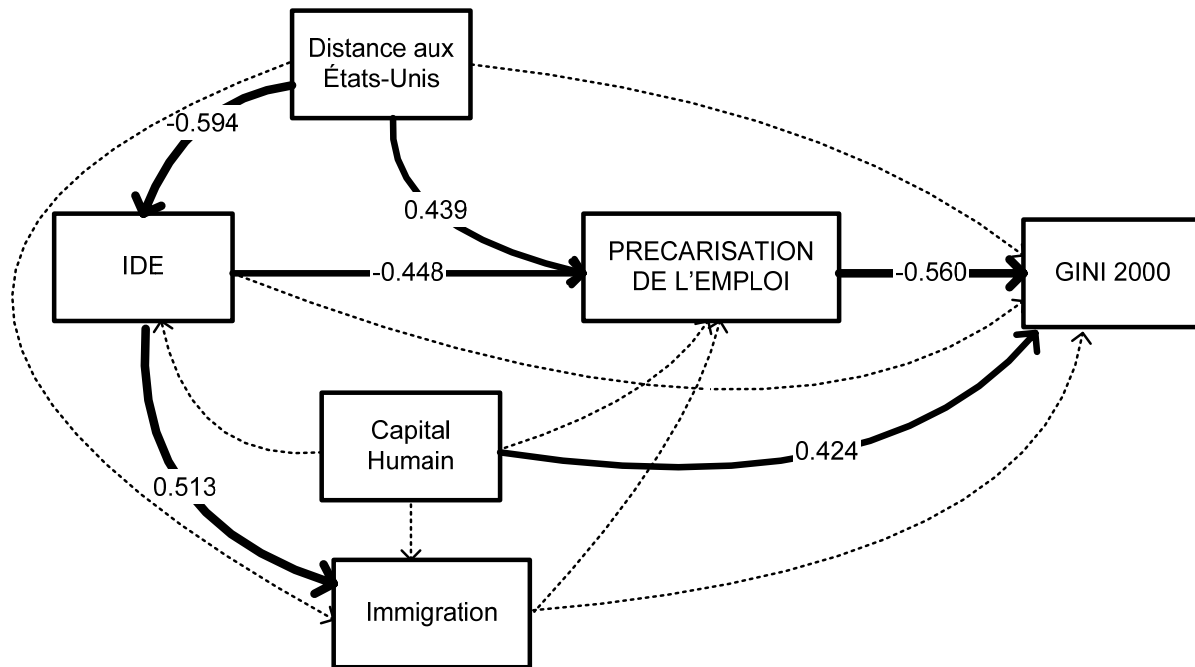 Distance aux
États-Unis
-0.594
0.439
IDE
-0.448
PRECARISATION
DE L'EMPLOI
-0.560
GINI 2000
Capital
Humain
0.424
0.513
Immigration